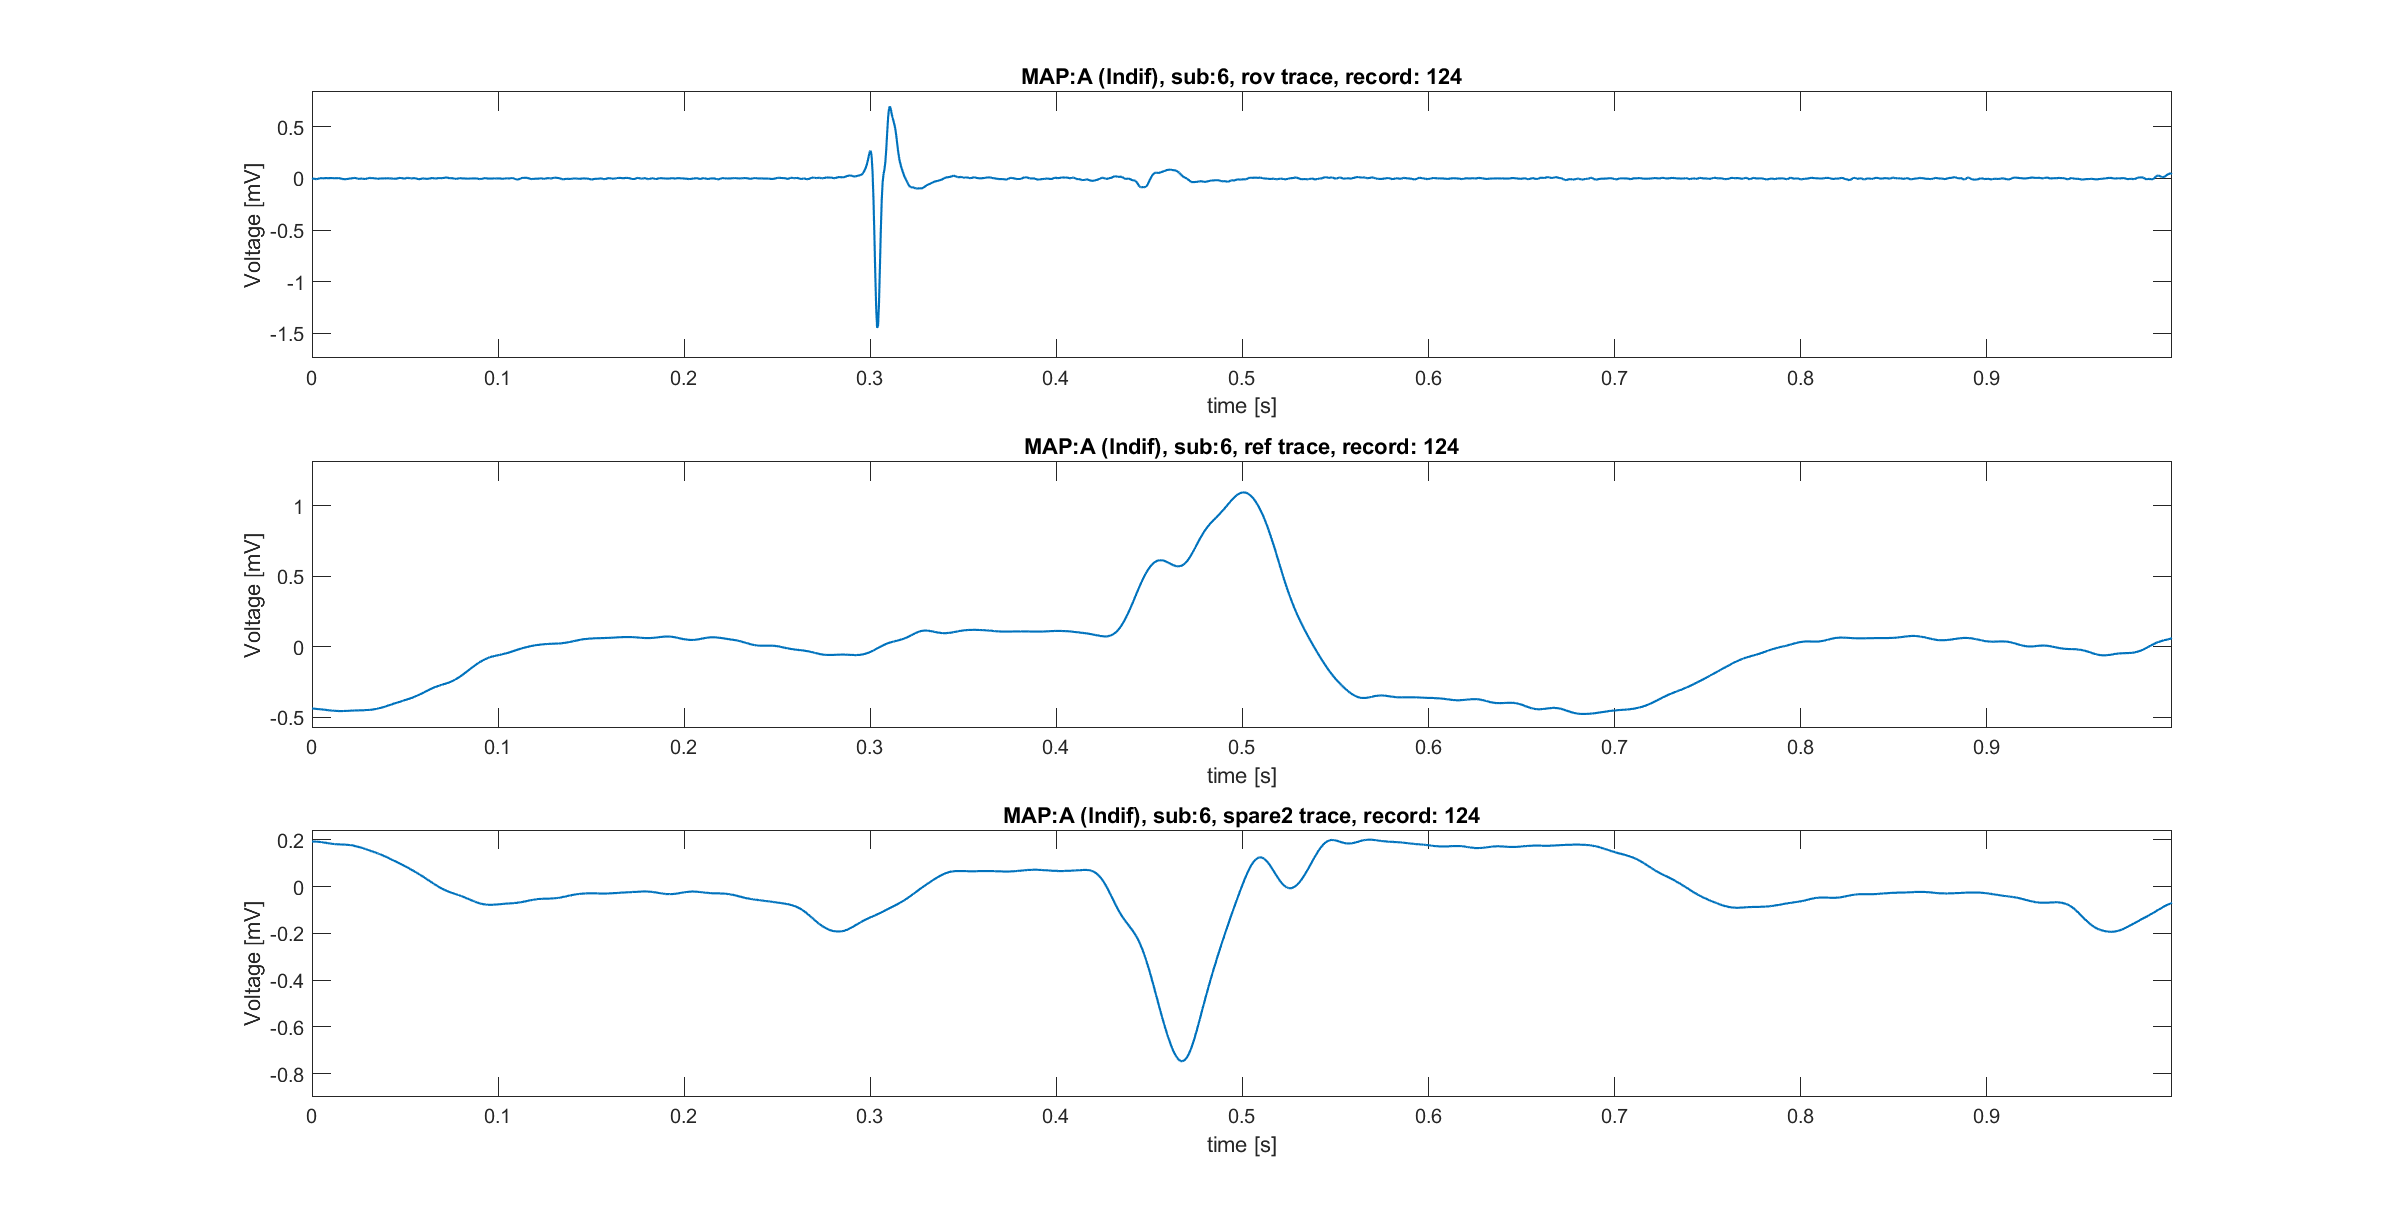 MAP:A (Indif), sub:6, rov trace, record: 124
Voltage [mV]
0.5
0
-0.5
-1
-1.5
0 0.1 0.2 0.3 0.4 0.5 0.6 0.7 0.8 0.9
time [s]
MAP:A (Indif), sub:6, ref trace, record: 124
Voltage [mV]
1
0.5
0
-0.5
0 0.1 0.2 0.3 0.4 0.5 0.6 0.7 0.8 0.9
time [s]
MAP:A (Indif), sub:6, spare2 trace, record: 124
Voltage [mV]
0.2
0
-0.2
-0.4
-0.6
-0.8
0 0.1 0.2 0.3 0.4 0.5 0.6 0.7 0.8 0.9
time [s]